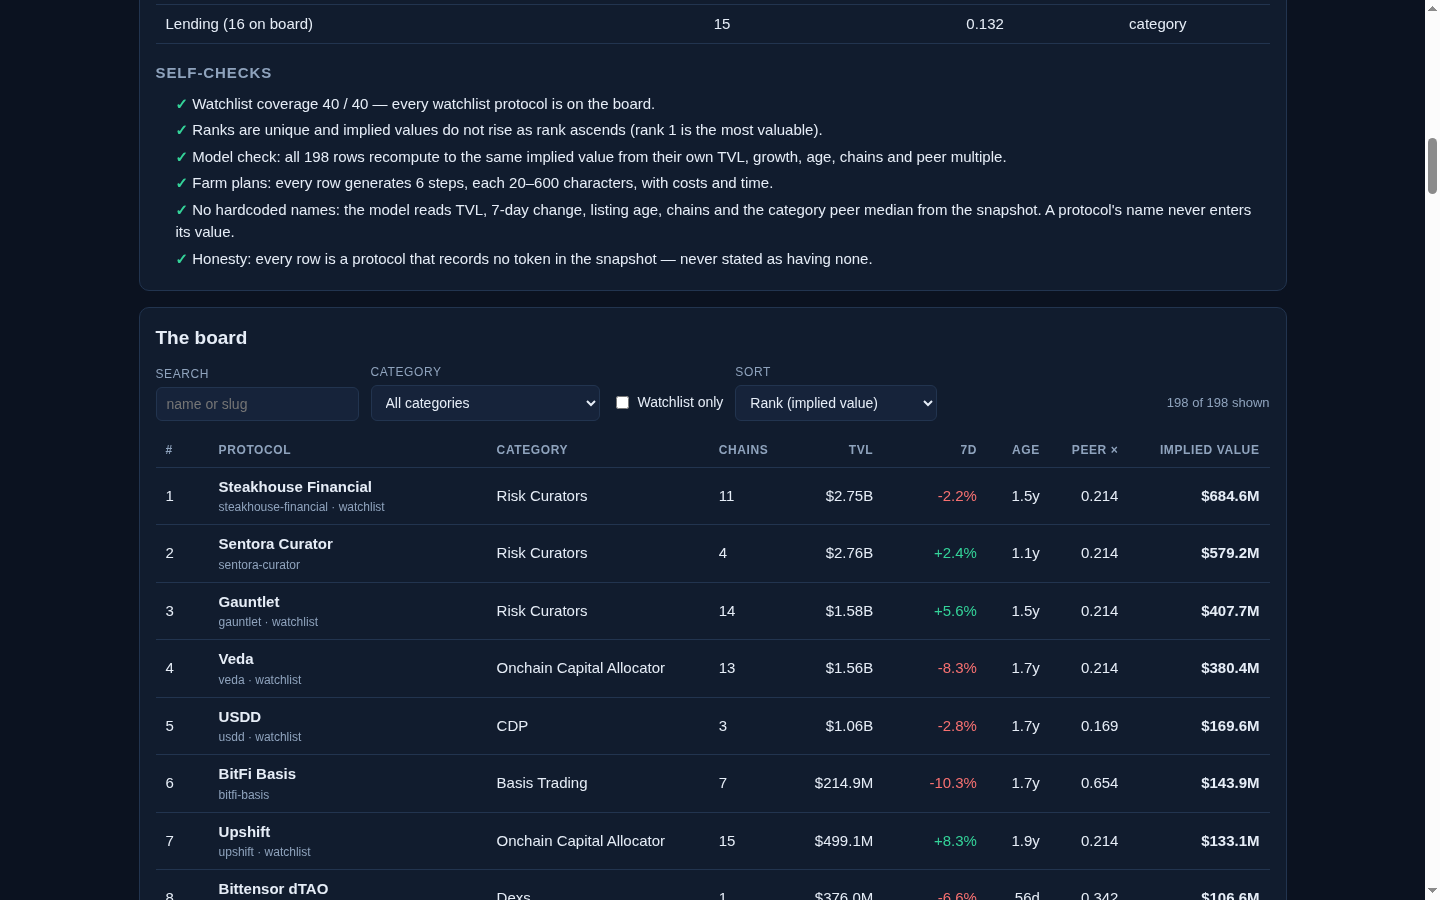 Lending (16 on board) 15 0.132 category
SELF-CHECKS
✓ Watchlist coverage 40 / 40 — every watchlist protocol is on the board.
✓ Ranks are unique and implied values do not rise as rank ascends (rank 1 is the most valuable).
✓ Model check: all 198 rows recompute to the same implied value from their own TVL, growth, age, chains and peer multiple.
✓ Farm plans: every row generates 6 steps, each 20–600 characters, with costs and time.
✓ No hardcoded names: the model reads TVL, 7-day change, listing age, chains and the category peer median from the snapshot. A protocol's name never enters
its value.
✓ Honesty: every row is a protocol that records no token in the snapshot — never stated as having none.
The board
SEARCH CATEGORY SORT
name or slug All categories Watchlist only Rank (implied value) 198 of 198 shown
# PROTOCOL CATEGORY CHAINS TVL 7D AGE PEER × IMPLIED VALUE
1 Steakhouse Financial Risk Curators 11 $2.75B -2.2% 1.5y 0.214 $684.6M
steakhouse-financial · watchlist
2 Sentora Curator Risk Curators 4 $2.76B +2.4% 1.1y 0.214 $579.2M
sentora-curator
3 Gauntlet Risk Curators 14 $1.58B +5.6% 1.5y 0.214 $407.7M
gauntlet · watchlist
4 Veda Onchain Capital Allocator 13 $1.56B -8.3% 1.7y 0.214 $380.4M
veda · watchlist
5 USDD CDP 3 $1.06B -2.8% 1.7y 0.169 $169.6M
usdd · watchlist
6 BitFi Basis Basis Trading 7 $214.9M -10.3% 1.7y 0.654 $143.9M
bitfi-basis
7 Upshift Onchain Capital Allocator 15 $499.1M +8.3% 1.9y 0.214 $133.1M
upshift · watchlist
8 Bittensor dTAO Dexs 1 $376.0M -6.6% 56d 0.342 $106.6M